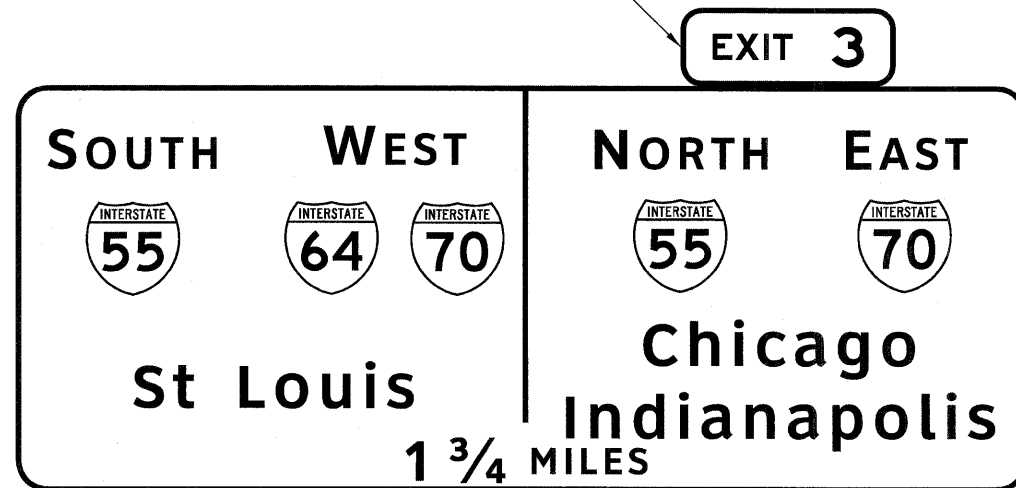 EXIT 3
SOUTH WEST
INTERSTATE 55 INTERSTATE 64 INTERSTATE 70
St Louis
NORTH EAST
INTERSTATE 55 INTERSTATE 70
Chicago
Indianapolis
1 3/4 MILES